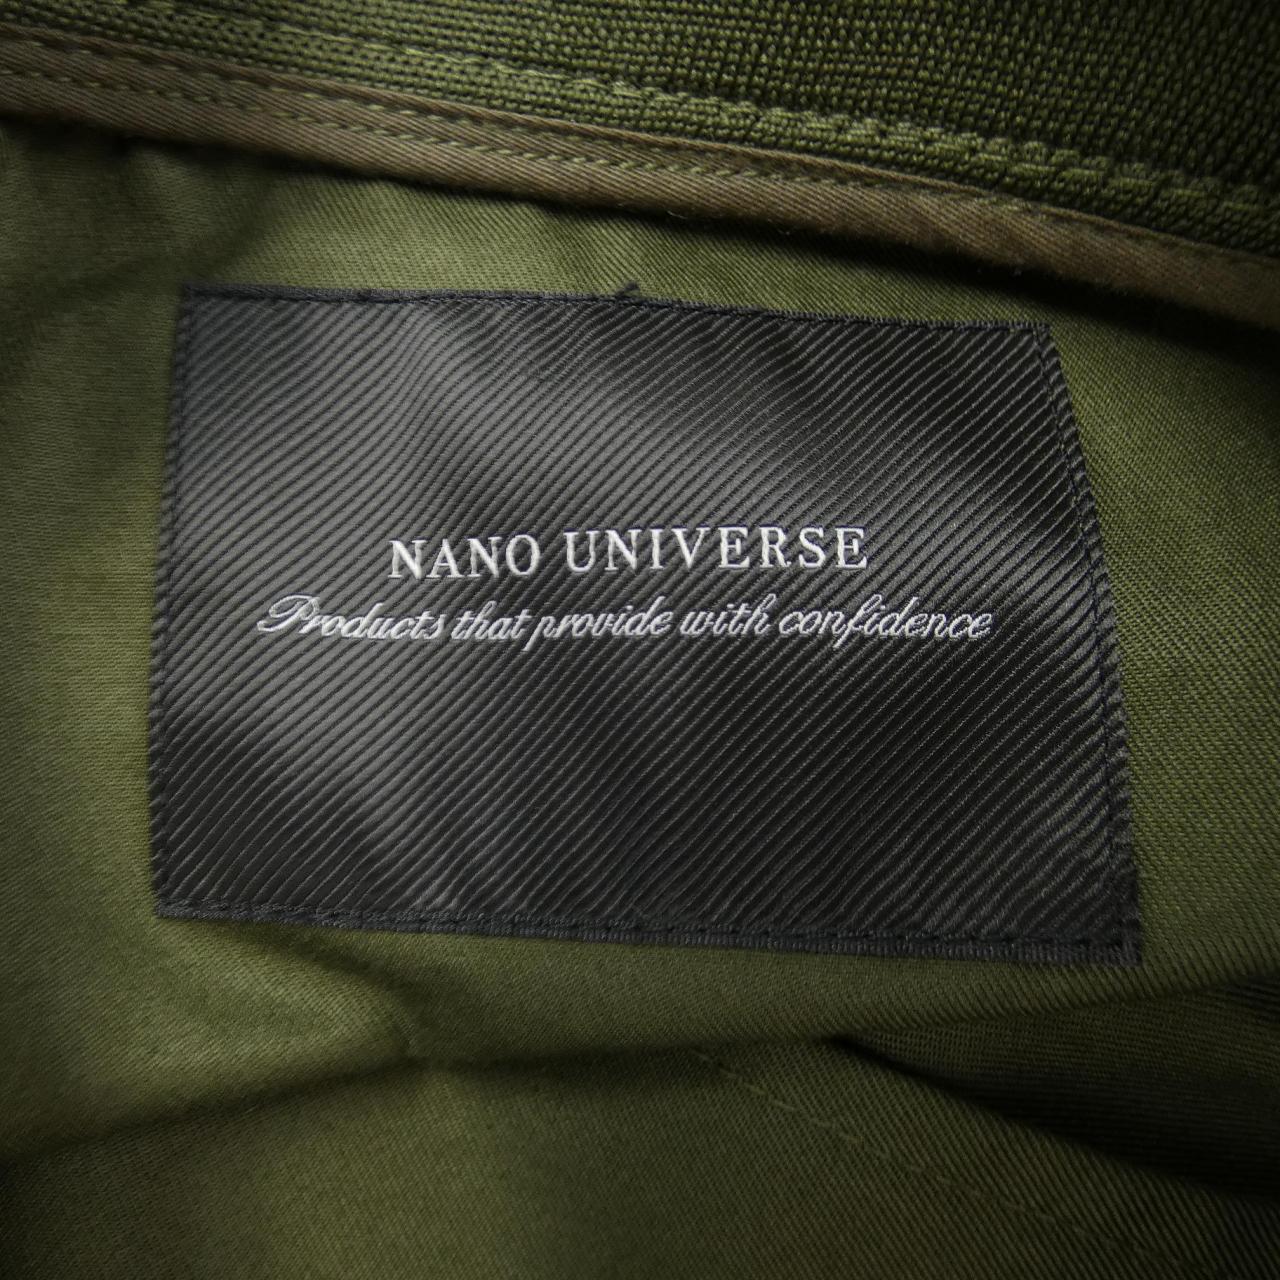 NANO UNIVERSE
Products that provide with confidence